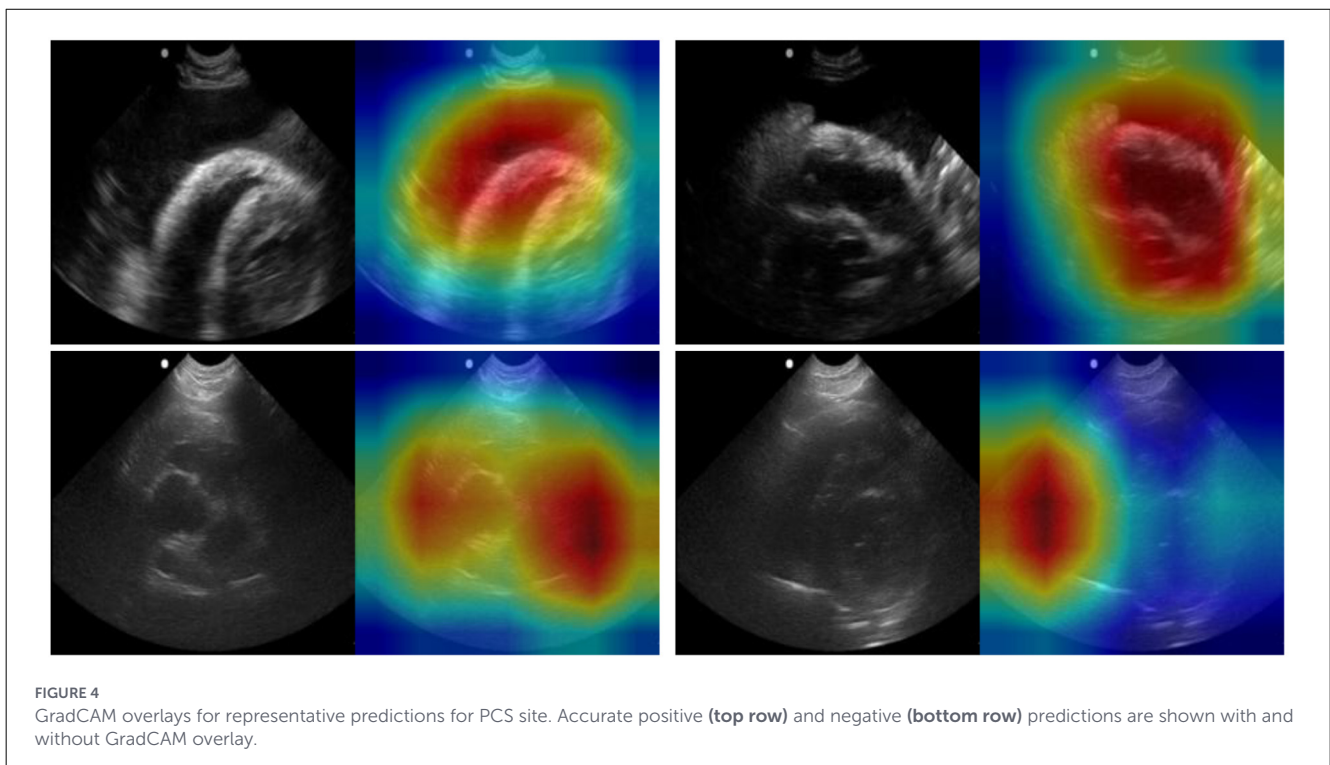 FIGURE 4
GradCAM overlays for representative predictions for PCS site. Accurate positive (top row) and negative (bottom row) predictions are shown with and
without GradCAM overlay.